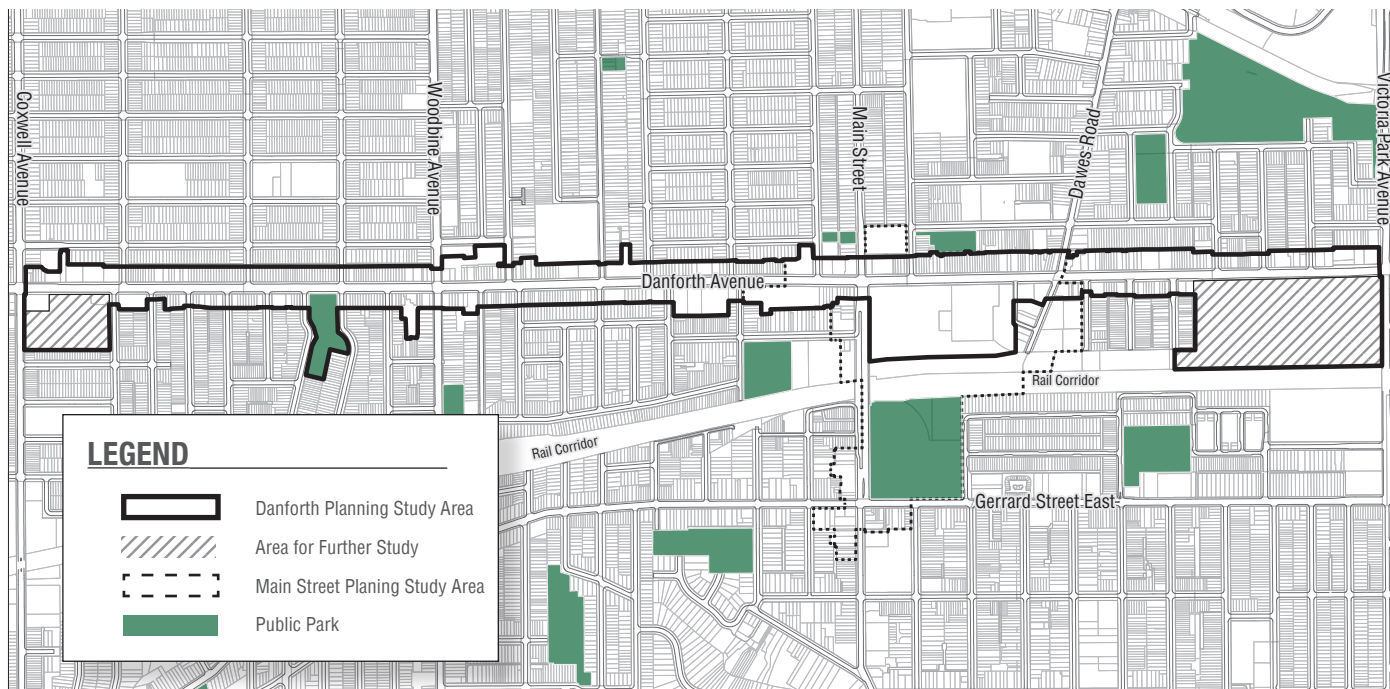 Coxwell Avenue
Woodbine Avenue
Main Street
Dawes Road
Victoria Park Avenue
Danforth Avenue
Rail Corridor
Rail Corridor
Gerrard Street East
LEGEND
Danforth Planning Study Area
Area for Further Study
Main Street Planing Study Area
Public Park